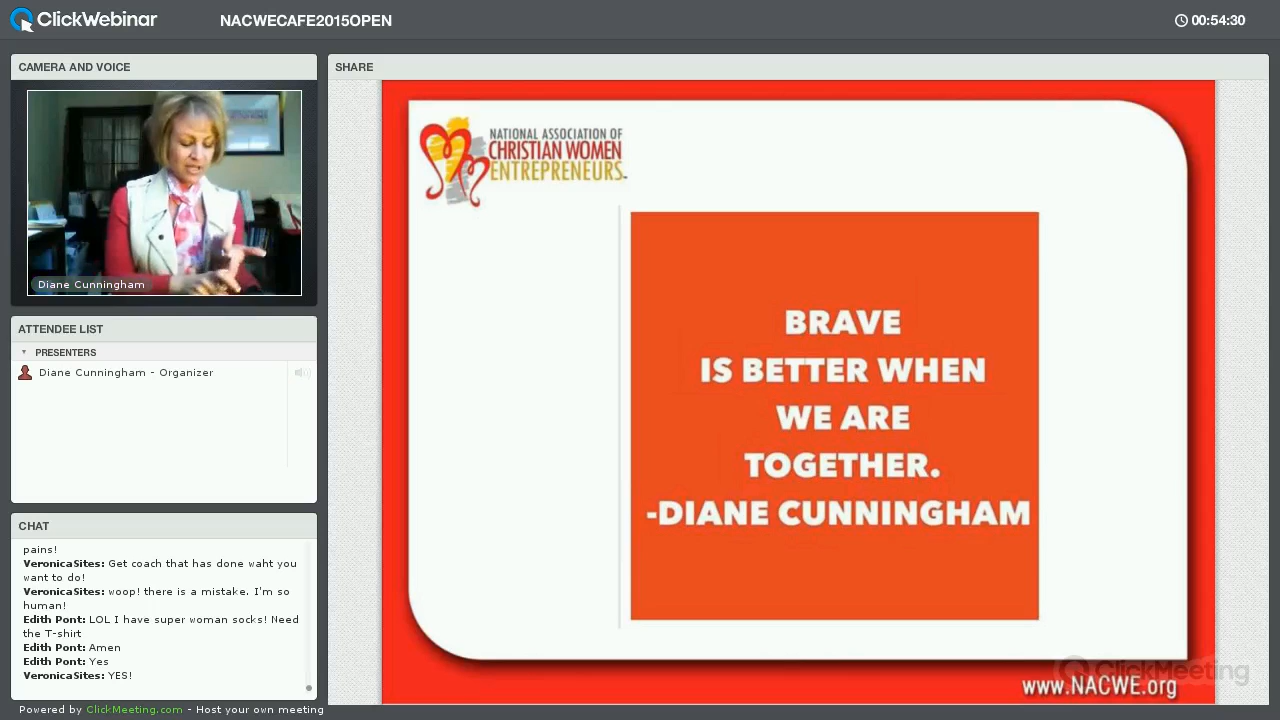 ClickWebinar
NACWECAFE2015OPEN
00:54:30
CAMERA AND VOICE
Diane Cunningham
ATTENDEE LIST
PRESENTERS
Diane Cunningham - Organizer
CHAT
pains!
VeronicaSites: Get coach that has done waht you
want to do!
VeronicaSites: woop! there is a mistake. I'm so
human!
Edith Pont: LOL I have super woman socks! Need
the T-shirt
Edith Pont: Amen
Edith Pont: Yes
VeronicaSites: YES!
Powered by ClickMeeting.com - Host your own meeting
SHARE
NATIONAL ASSOCIATION OF
CHRISTIAN WOMEN
ENTREPRENEURS
BRAVE
IS BETTER WHEN
WE ARE
TOGETHER.
-DIANE CUNNINGHAM
ClickMeeting
www.NACWE.org